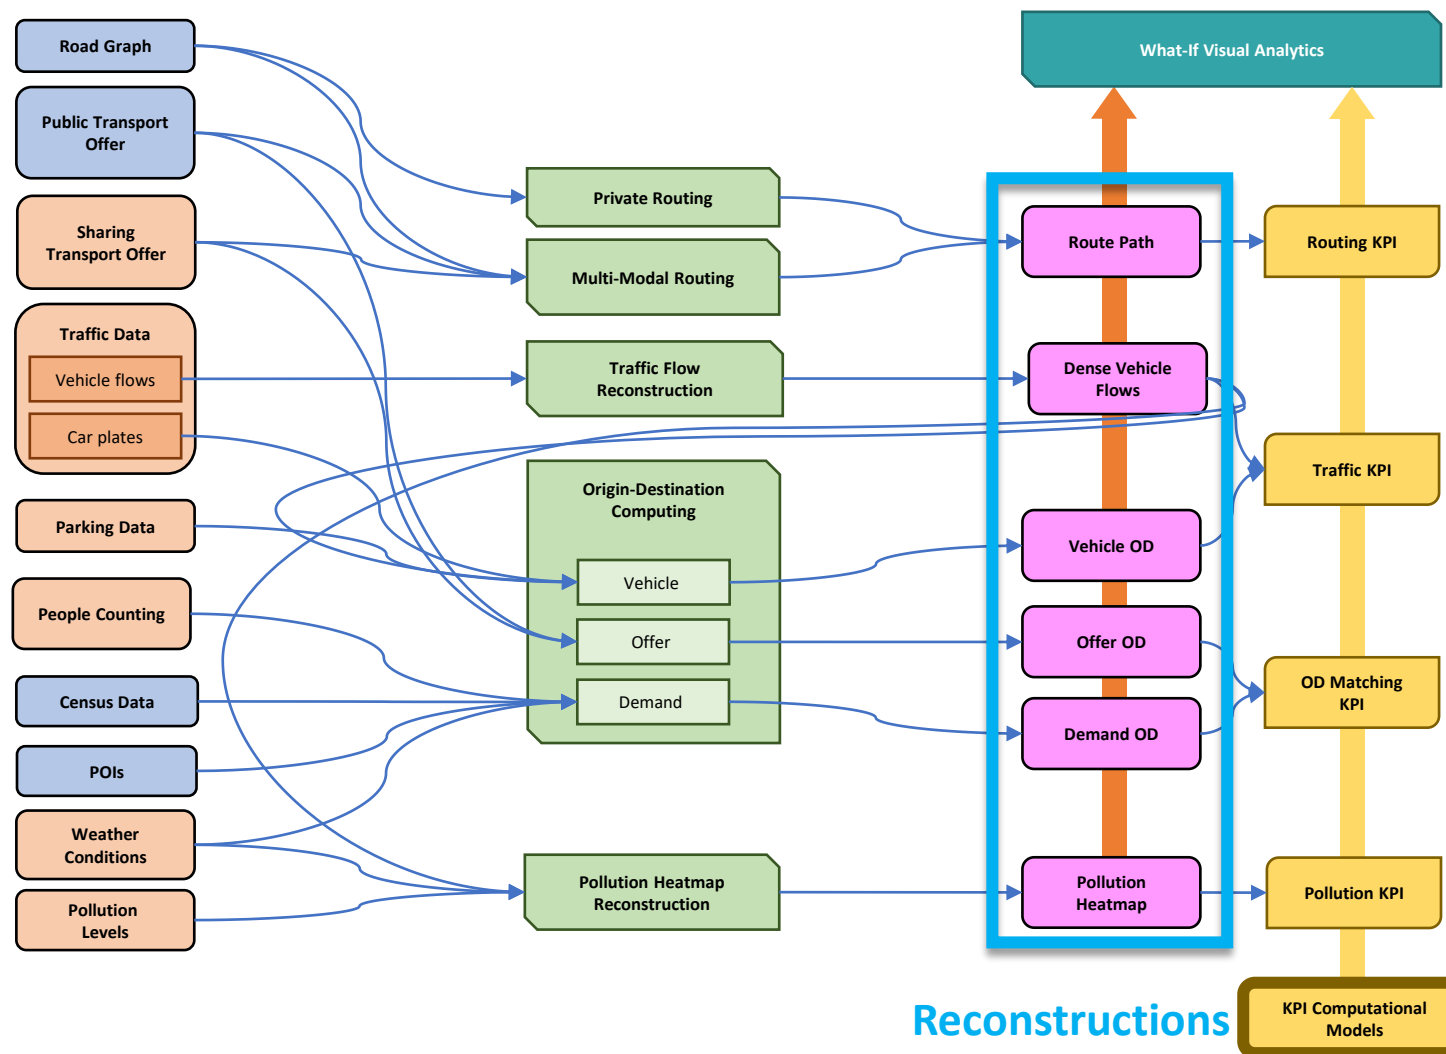 Road Graph
Public Transport
Offer
Sharing
Transport Offer
Traffic Data
Vehicle flows
Car plates
Parking Data
People Counting
Census Data
POIs
Weather
Conditions
Pollution
Levels
Private Routing
Multi-Modal Routing
Traffic Flow
Reconstruction
Origin-Destination
Computing
Vehicle
Offer
Demand
Pollution Heatmap
Reconstruction
What-If Visual Analytics
Route Path
Dense Vehicle
Flows
Vehicle OD
Offer OD
Demand OD
Pollution
Heatmap
Routing KPI
Traffic KPI
OD Matching
KPI
Pollution KPI
Reconstructions
KPI Computational
Models